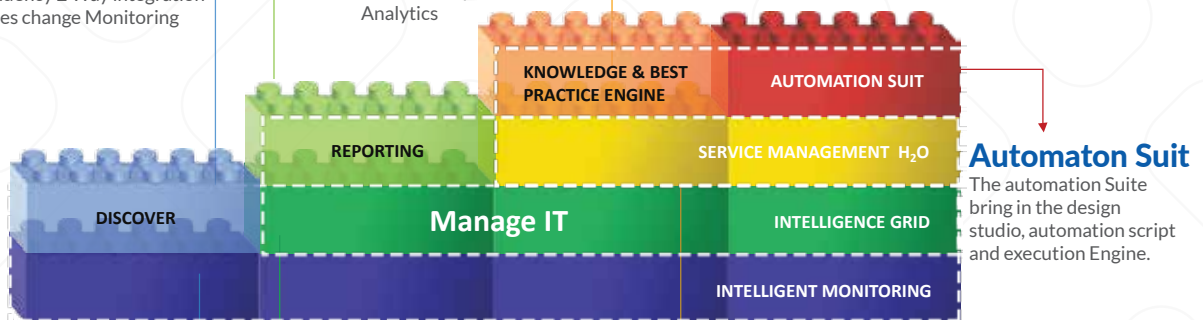 es change Monitoring
Analytics
KNOWLEDGE & BEST
PRACTICE ENGINE
AUTOMATION SUIT
REPORTING
SERVICE MANAGEMENT H₂O
DISCOVER
Manage IT
INTELLIGENCE GRID
INTELLIGENT MONITORING
Automaton Suit
The automation Suite
bring in the design
studio, automation script
and execution Engine.